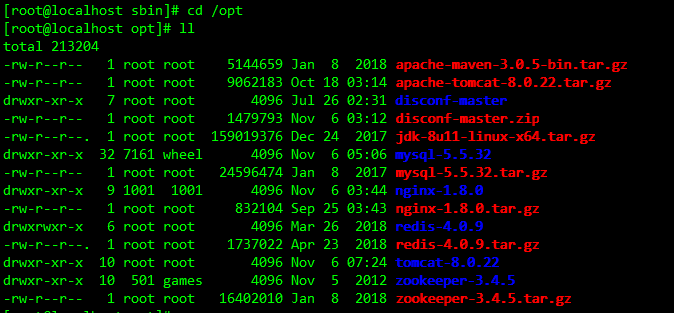 [root@localhost sbin]# cd /opt
[root@localhost opt]# ll
total 213204
-rw-r--r--   1 root root    5144659 Jan  8  2018 apache-maven-3.0.5-bin.tar.gz
-rw-r--r--   1 root root    9062183 Oct 18 03:14 apache-tomcat-8.0.22.tar.gz
drwxr-xr-x   7 root root       4096 Jul 26 02:31 disconf-master
-rw-r--r--   1 root root    1479793 Nov  6 03:12 disconf-master.zip
-rw-r--r--.  1 root root  159019376 Dec 24  2017 jdk-8u11-linux-x64.tar.gz
drwxr-xr-x  32 7161 wheel      4096 Nov  6 05:06 mysql-5.5.32
-rw-r--r--   1 root root   24596474 Jan  8  2017 mysql-5.5.32.tar.gz
drwxr-xr-x   9 1001  1001      4096 Nov  6 03:44 nginx-1.8.0
-rw-r--r--   1 root root     832104 Sep 25 03:43 nginx-1.8.0.tar.gz
drwxrwxr-x   6 root root       4096 Mar 26  2018 redis-4.0.9
-rw-r--r--.  1 root root    1737022 Apr 23  2018 redis-4.0.9.tar.gz
drwxr-xr-x  10 root root       4096 Nov  6 07:24 tomcat-8.0.22
drwxr-xr-x  10  501 games      4096 Nov  5  2012 zookeeper-3.4.5
-rw-r--r--   1 root root   16402010 Jan  8  2018 zookeeper-3.4.5.tar.gz